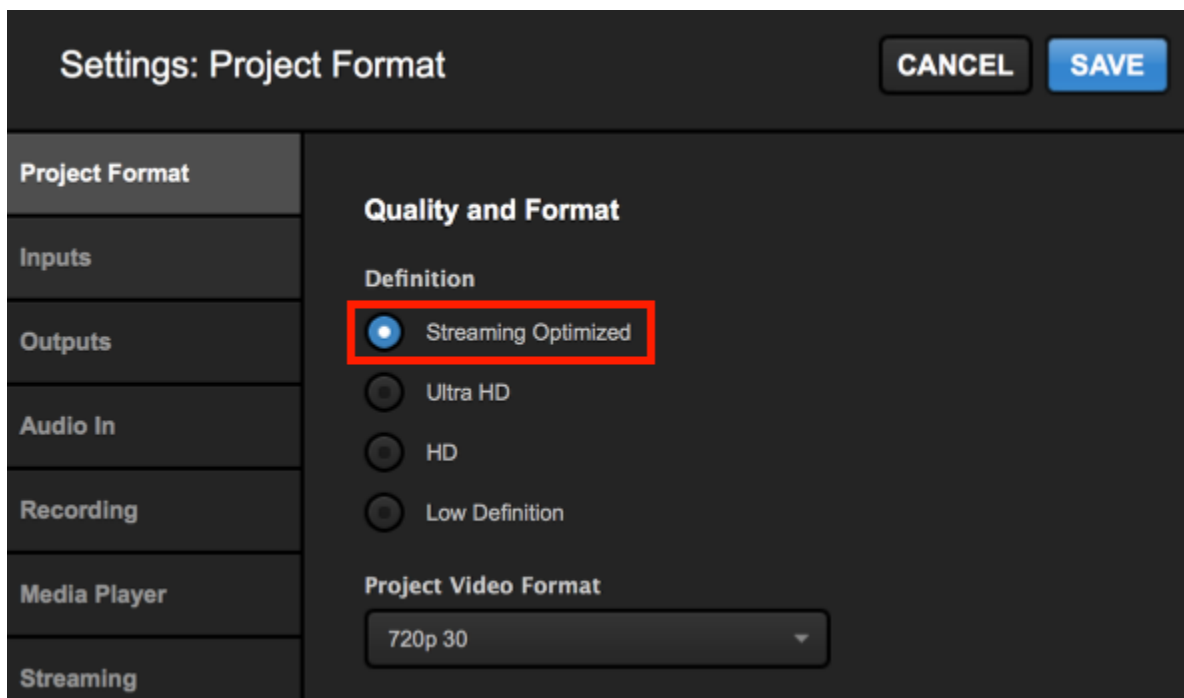 Settings: Project Format
CANCEL
SAVE
Project Format
Inputs
Outputs
Audio In
Recording
Media Player
Streaming
Quality and Format
Definition
Streaming Optimized
Ultra HD
HD
Low Definition
Project Video Format
720p 30